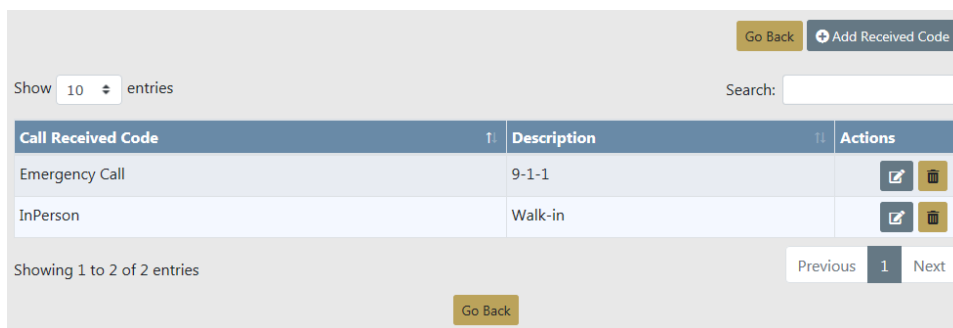 Go Back Add Received Code
Show 10 entries Search:
Call Received Code Description Actions
Emergency Call 9-1-1
InPerson Walk-in
Showing 1 to 2 of 2 entries Previous 1 Next
Go Back